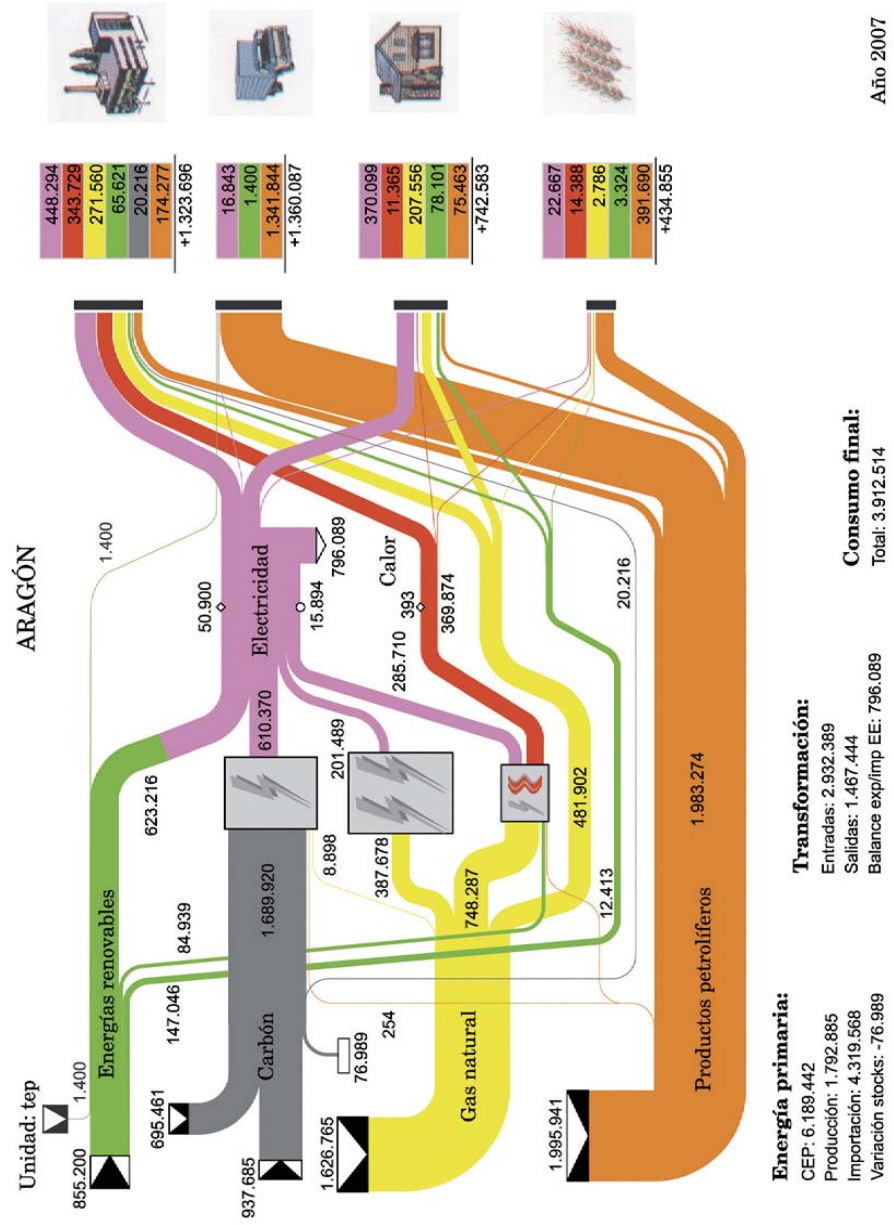 ARAGÓN
Unidad: tep
1.400
855.200
Energías renovables
623.216
84.939
147.046
1.400
695.461
937.685
Carbón
1.689.920
76.989
254
8.898
610.370
50.900
Electricidad
15.894
796.089
201.489
387.678
748.287
285.710
Calor
393
369.874
1.626.765
Gas natural
481.902
12.413
20.216
1.995.941
Productos petrolíferos
1.983.274
448.294
343.729
271.560
65.621
20.216
174.277
+1.323.696
16.843
1.400
1.341.844
+1.360.087
370.099
11.365
207.556
78.101
75.463
+742.583
22.667
14.388
2.786
3.324
391.690
+434.855
Energía primaria:
CEP: 6.189.442
Producción: 1.792.885
Importación: 4.319.568
Variación stocks: -76.989
Transformación:
Entradas: 2.932.389
Salidas: 1.467.444
Balance exp/imp EE: 796.089
Consumo final:
Total: 3.912.514
Año 2007